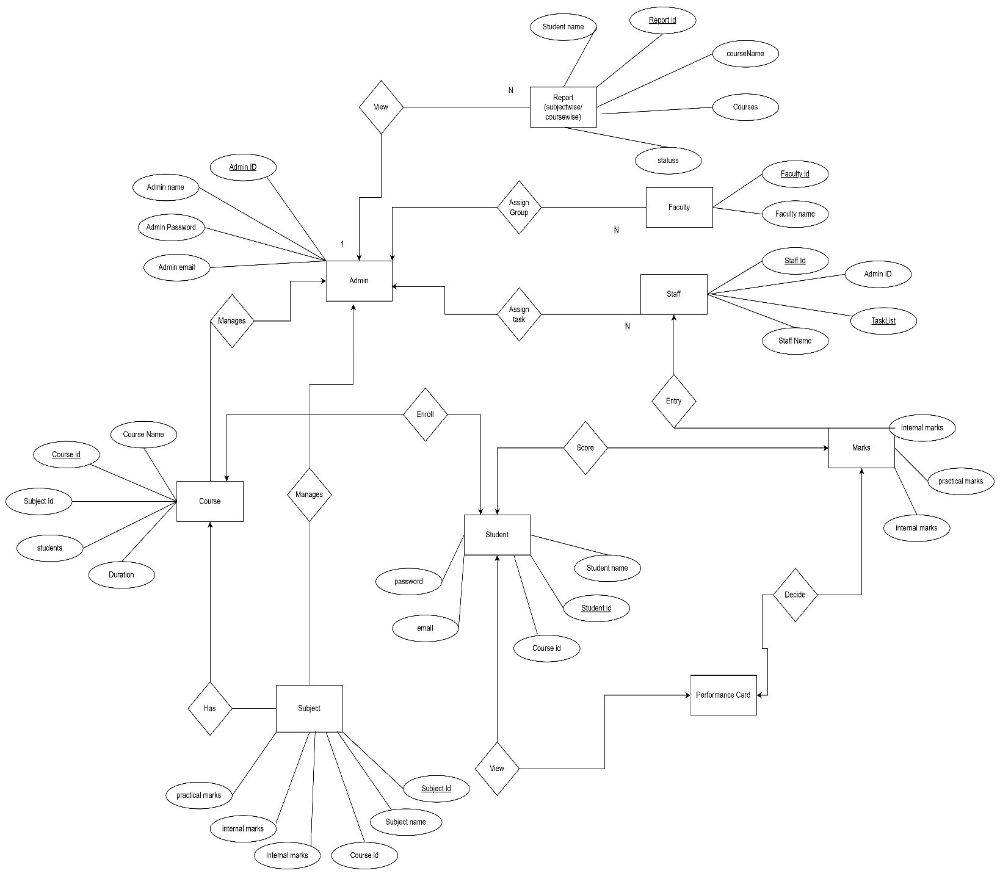 Student name
Report id
courseName
N
Report
(subjectwise/
coursewise)
View
Courses
statuss
Admin ID
Faculty id
Admin name
Assign
Group
Faculty
Faculty name
Admin Password
N
1
Admin email
Staff Id
Admin ID
Admin
Staff
Manages
Assign
task
TaskList
N
Staff Name
Entry
Enroll
Internal marks
Course Name
Score
Marks
Course id
practical marks
Manages
Subject Id
Course
internal marks
Student
students
Student name
Duration
password
Decide
Student id
email
Course id
Performance Card
Has
Subject
View
Subject Id
practical marks
Subject name
internal marks
Internal marks
Course id